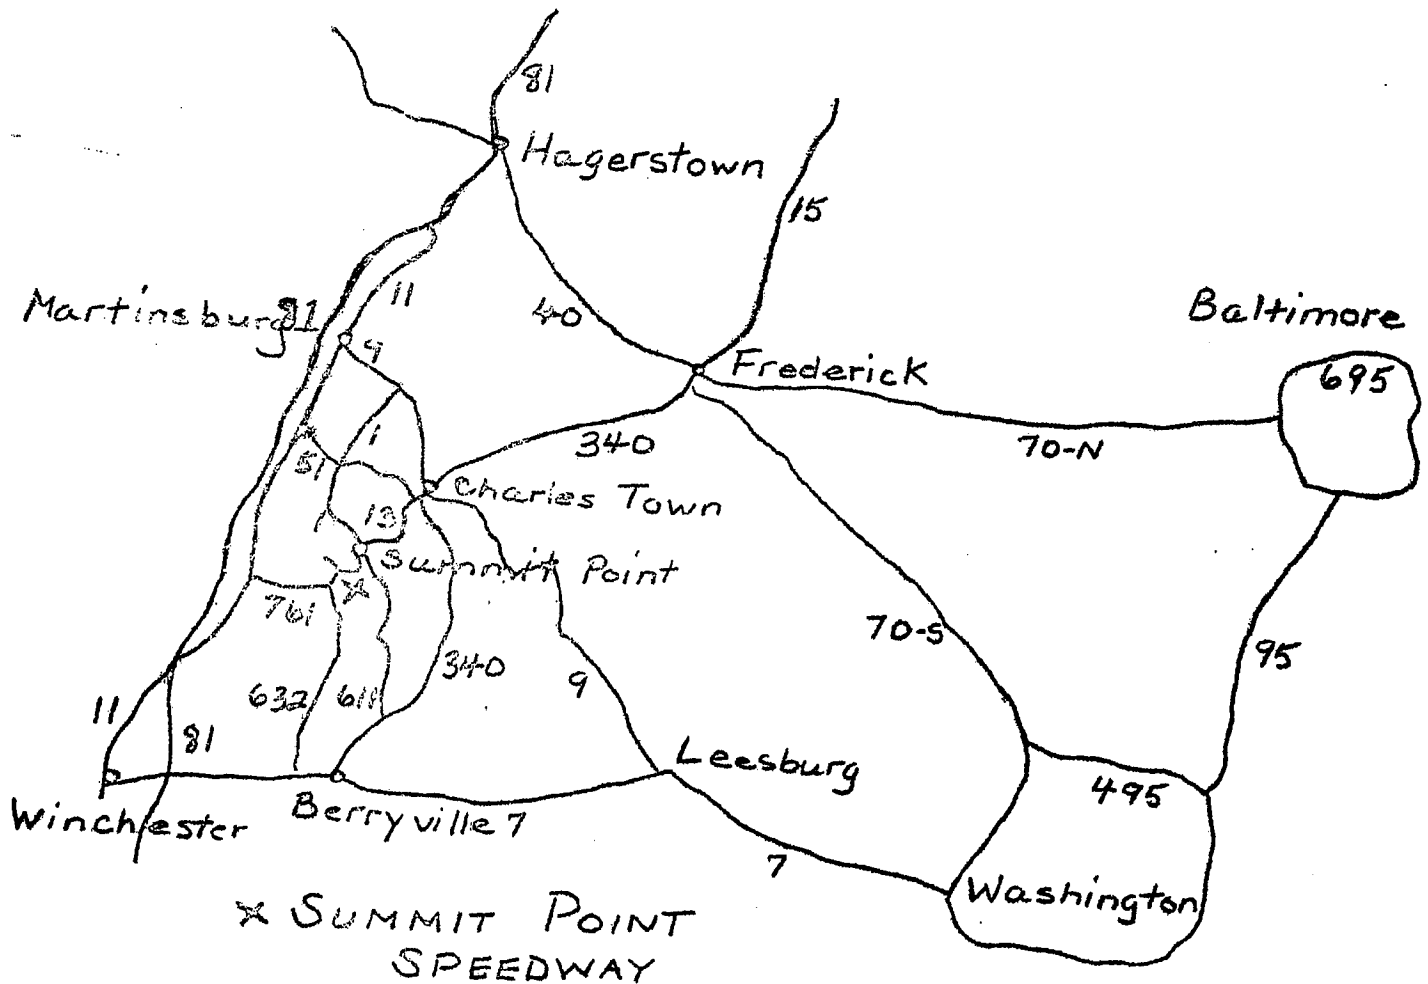 81
Hagerstown
15
11
40
Martinsburg 81
9
Baltimore
Frederick
695
1
340
70-N
51
Charles Town
13
Summit Point
761
70-S
95
340
9
632
611
11
81
Leesburg
495
Winchester
Berryville 7
7
Washington
SUMMIT POINT
SPEEDWAY